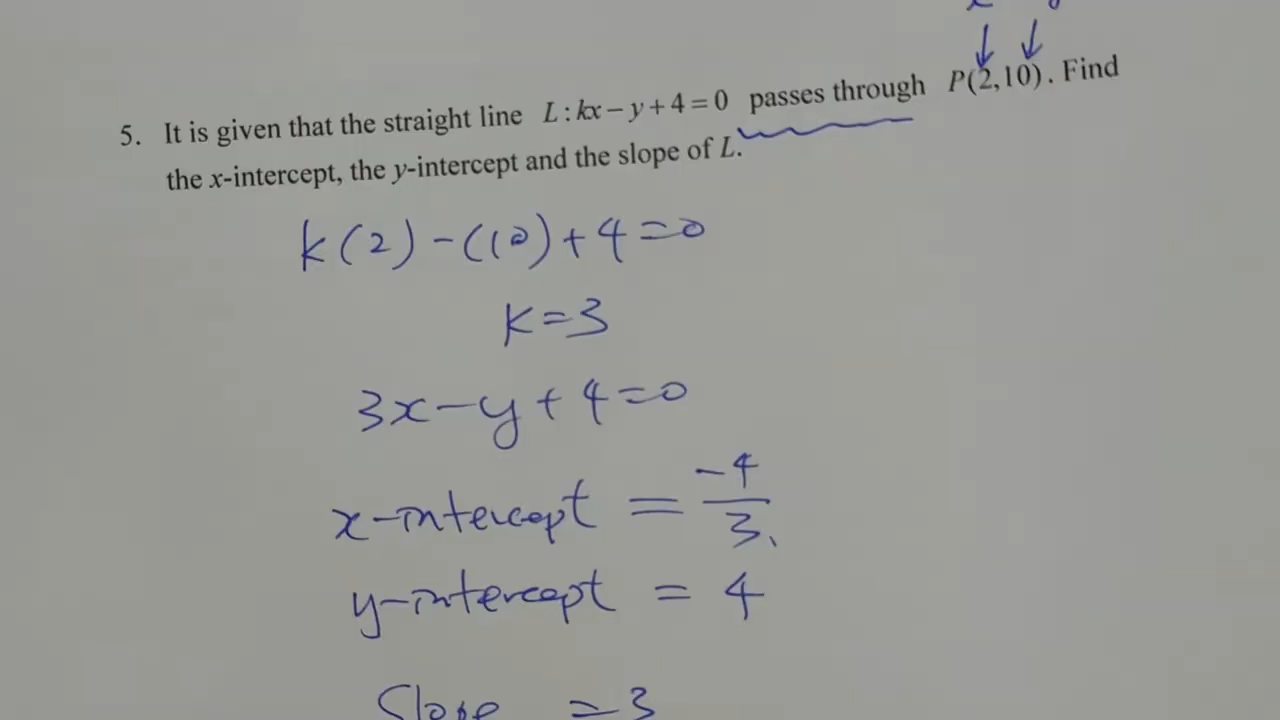 5. It is given that the straight line L : kx − y + 4 = 0 passes through P(2,10). Find
the x-intercept, the y-intercept and the slope of L.
k(2) - (10) + 4 = 0
k = 3
3x - y + 4 = 0
x-intercept = -4/3
y-intercept = 4
Slope = 3